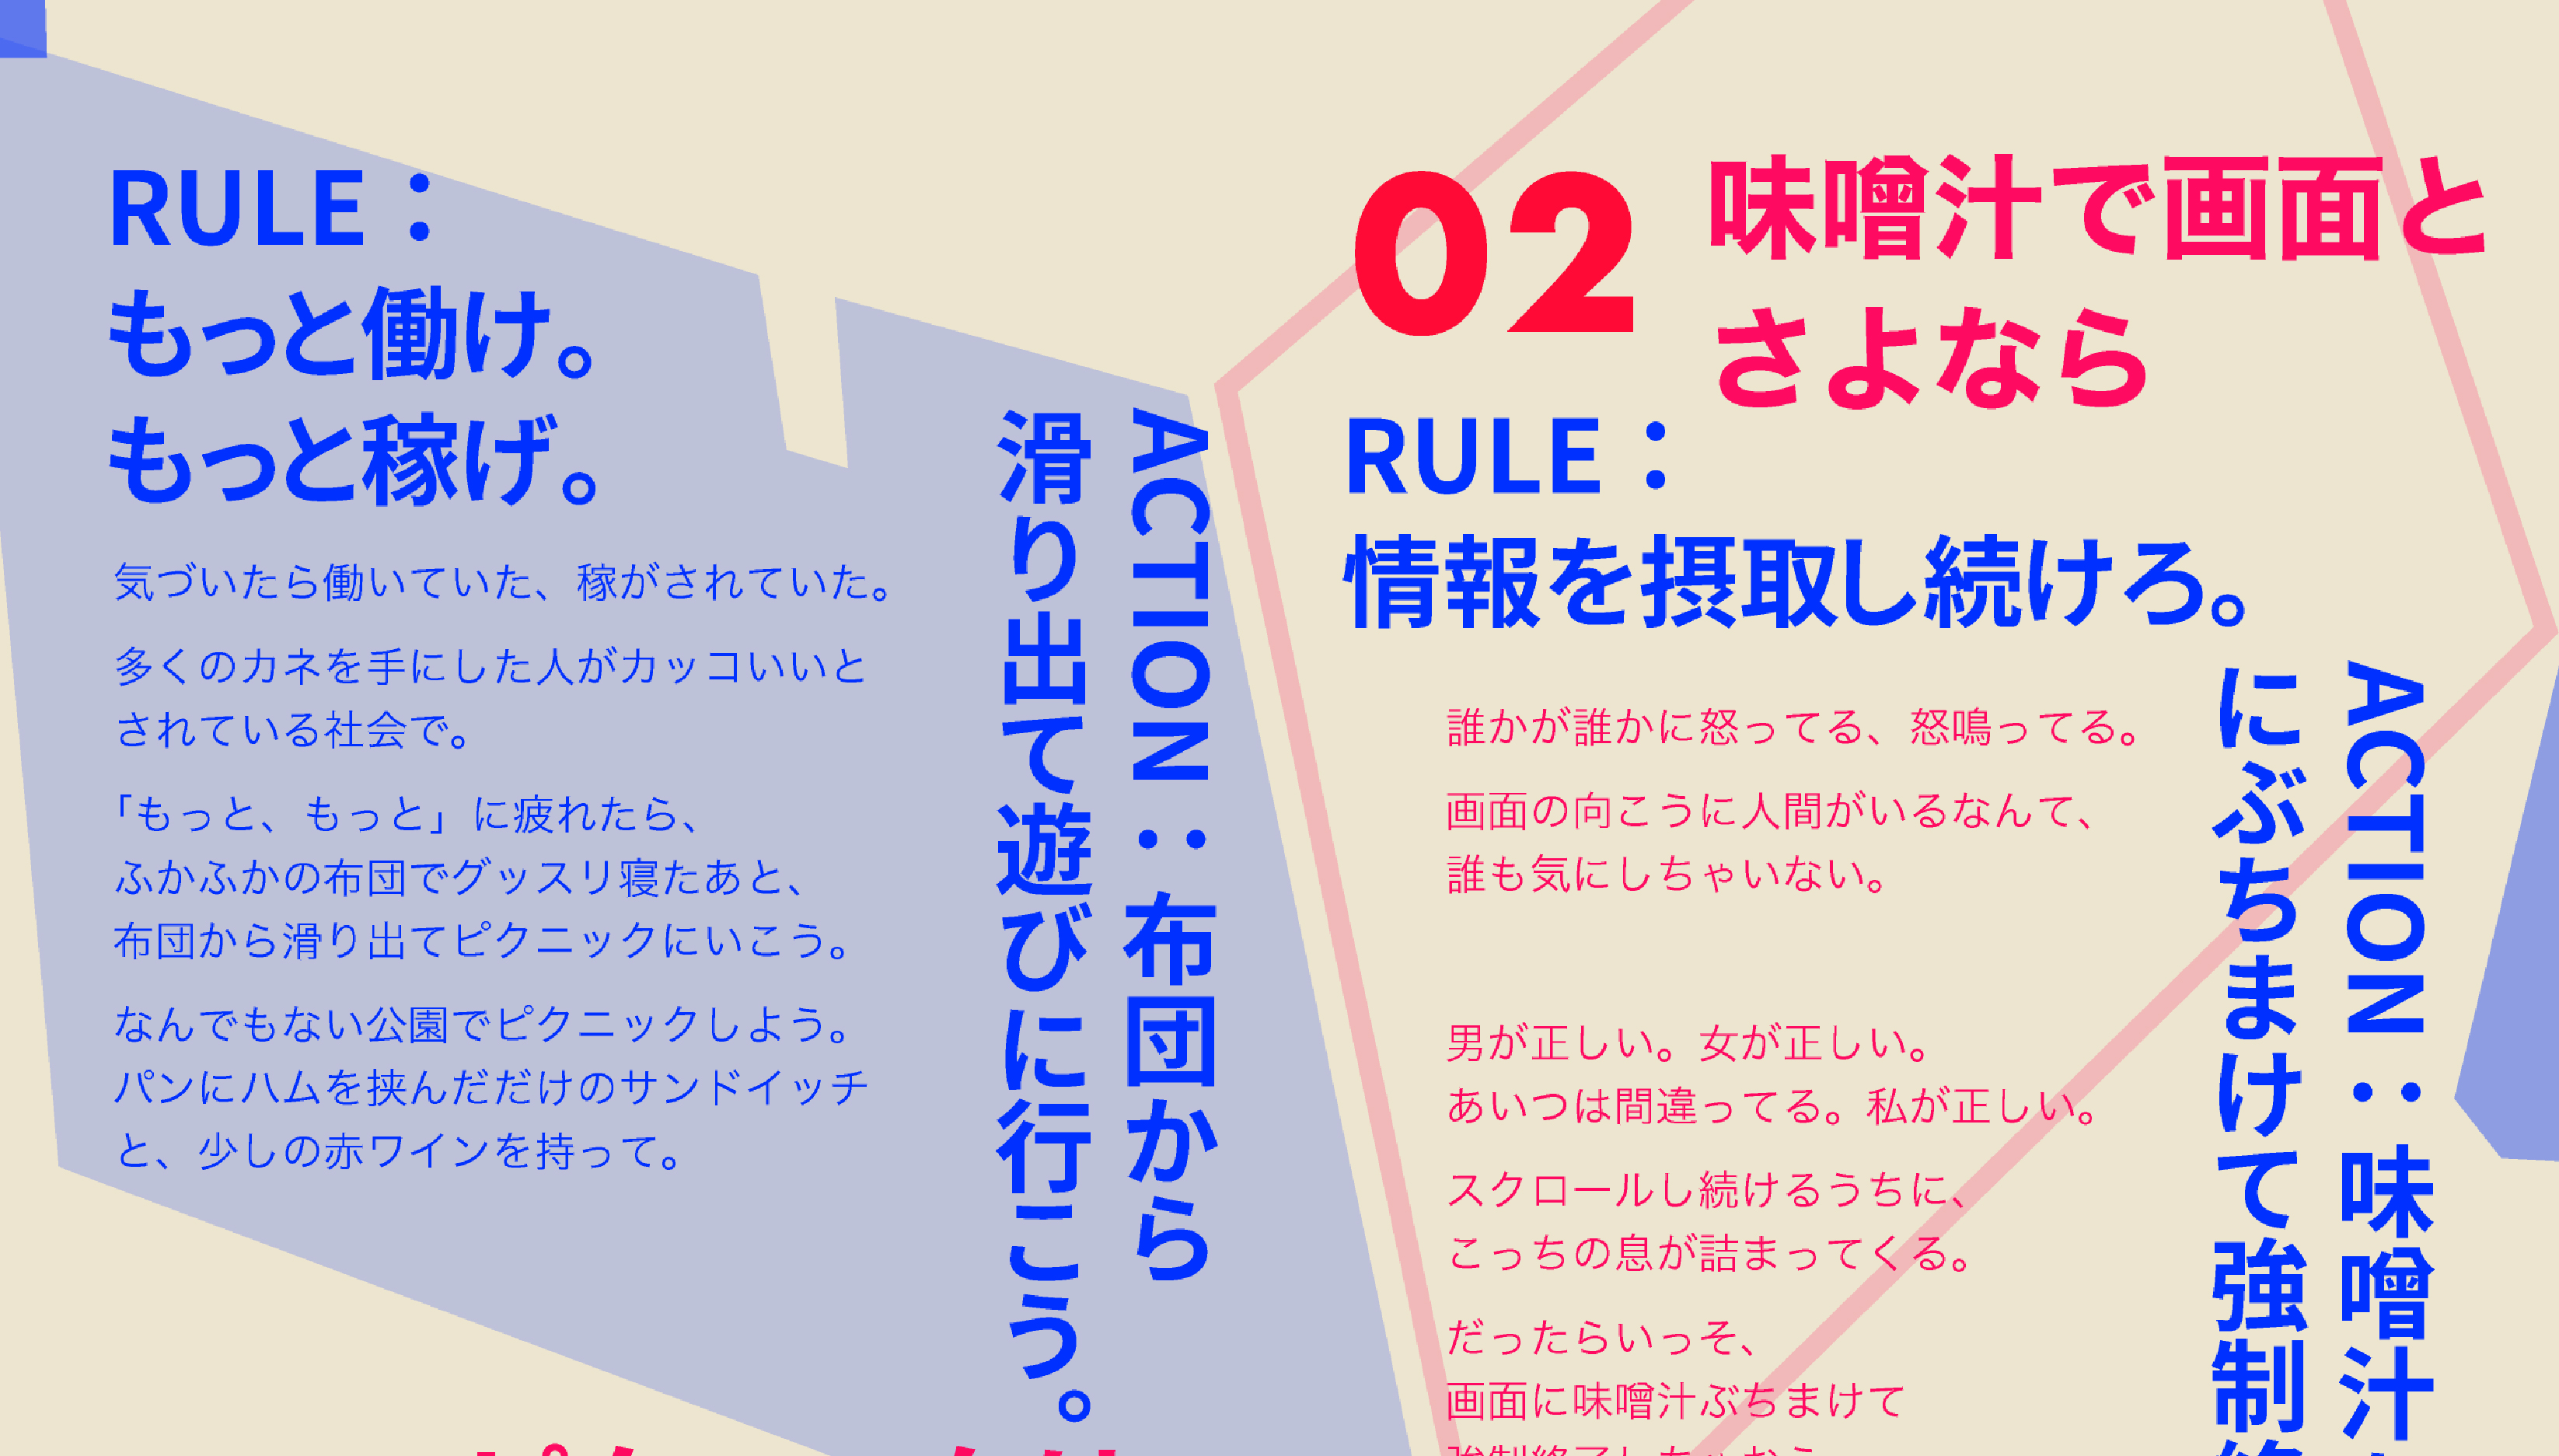 RULE：
もっと働け。
もっと稼げ。
気づいたら働いていた、稼がされていた。
多くのカネを手にした人がカッコいいと
されている社会で。
「もっと、もっと」に疲れたら、
ふかふかの布団でグッスリ寝たあと、
布団から滑り出てピクニックにいこう。
なんでもない公園でピクニックしよう。
パンにハムを挟んだだけのサンドイッチ
と、少しの赤ワインを持って。
ACTION：布団から
滑り出て遊びに行こう。
02
味噌汁で画面と
さよなら
RULE：
情報を摂取し続けろ。
誰かが誰かに怒ってる、怒鳴ってる。
画面の向こうに人間がいるなんて、
誰も気にしちゃいない。
男が正しい。女が正しい。
あいつは間違ってる。私が正しい。
スクロールし続けるうちに、
こっちの息が詰まってくる。
だったらいっそ、
画面に味噌汁ぶちまけて
ACTION：味噌汁
にぶちまけて強制